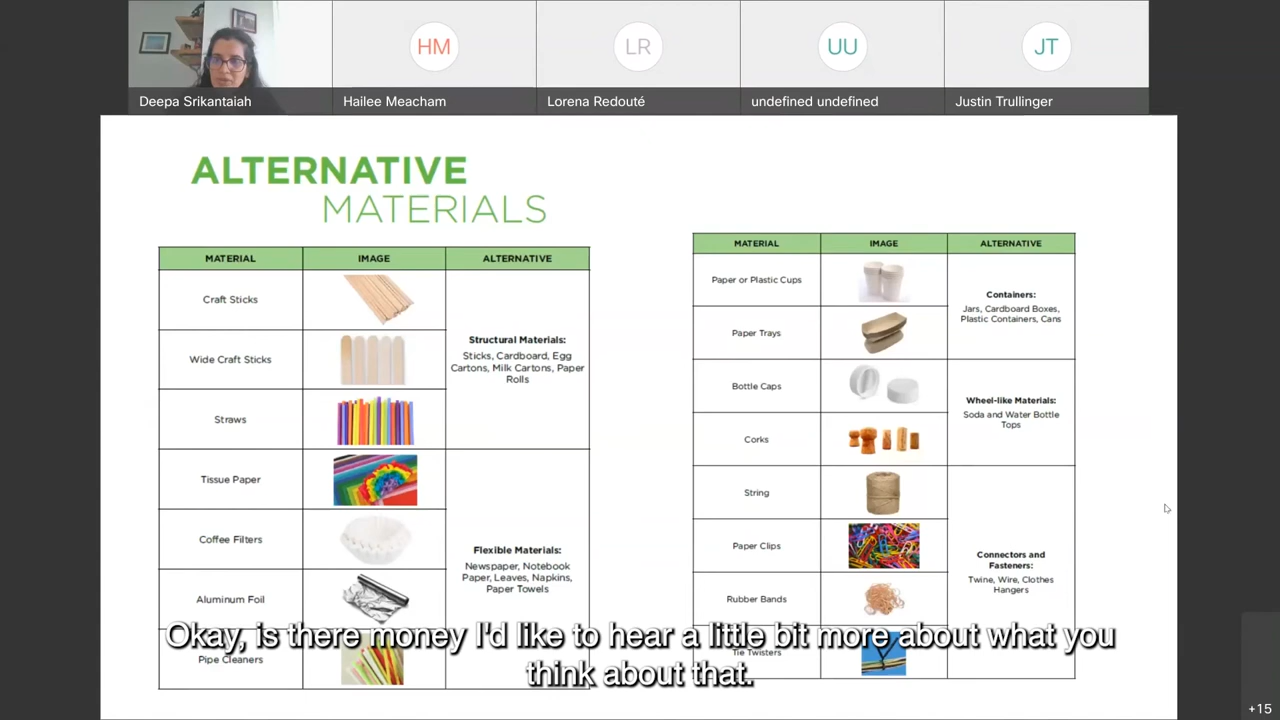 HM
LR
UU
JT
Deepa Srikantaiah
Hailee Meacham
Lorena Redouté
undefined undefined
Justin Trullinger
ALTERNATIVE
MATERIALS
MATERIAL
IMAGE
ALTERNATIVE
Craft Sticks
Wide Craft Sticks
Straws
Structural Materials:
Sticks, Cardboard, Egg
Cartons, Milk Cartons, Paper
Rolls
Tissue Paper
Coffee Filters
Aluminum Foil
Pipe Cleaners
Flexible Materials:
Newspaper, Notebook
Paper, Leaves, Napkins,
Paper Towels
MATERIAL
IMAGE
ALTERNATIVE
Paper or Plastic Cups
Paper Trays
Containers:
Jars, Cardboard Boxes,
Plastic Containers, Cans
Bottle Caps
Corks
Wheel-like Materials:
Soda and Water Bottle
Tops
String
Paper Clips
Rubber Bands
Tie Twisters
Connectors and
Fasteners:
Twine, Wire, Clothes
Hangers
Okay, is there money I'd like to hear a little bit more about what you
think about that.
+15